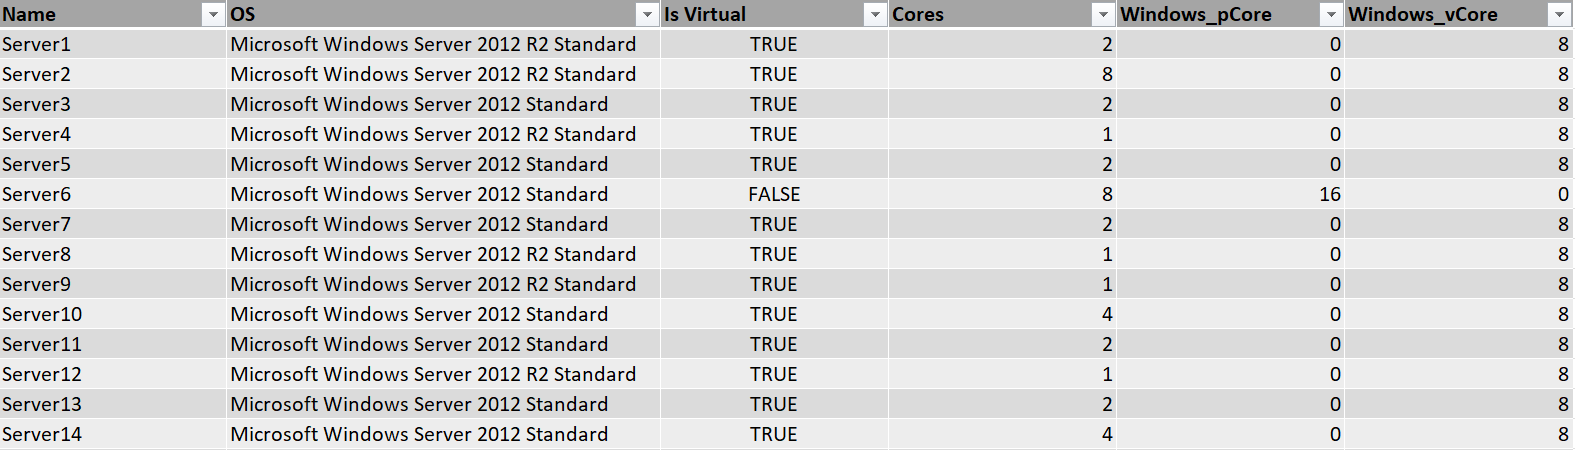 Name OS Is Virtual Cores Windows_pCore Windows_vCore
Server1 Microsoft Windows Server 2012 R2 Standard TRUE 2 0 8
Server2 Microsoft Windows Server 2012 R2 Standard TRUE 8 0 8
Server3 Microsoft Windows Server 2012 Standard TRUE 2 0 8
Server4 Microsoft Windows Server 2012 R2 Standard TRUE 1 0 8
Server5 Microsoft Windows Server 2012 Standard TRUE 2 0 8
Server6 Microsoft Windows Server 2012 Standard FALSE 8 16 0
Server7 Microsoft Windows Server 2012 Standard TRUE 2 0 8
Server8 Microsoft Windows Server 2012 R2 Standard TRUE 1 0 8
Server9 Microsoft Windows Server 2012 R2 Standard TRUE 1 0 8
Server10 Microsoft Windows Server 2012 Standard TRUE 4 0 8
Server11 Microsoft Windows Server 2012 Standard TRUE 2 0 8
Server12 Microsoft Windows Server 2012 R2 Standard TRUE 1 0 8
Server13 Microsoft Windows Server 2012 Standard TRUE 2 0 8
Server14 Microsoft Windows Server 2012 Standard TRUE 4 0 8